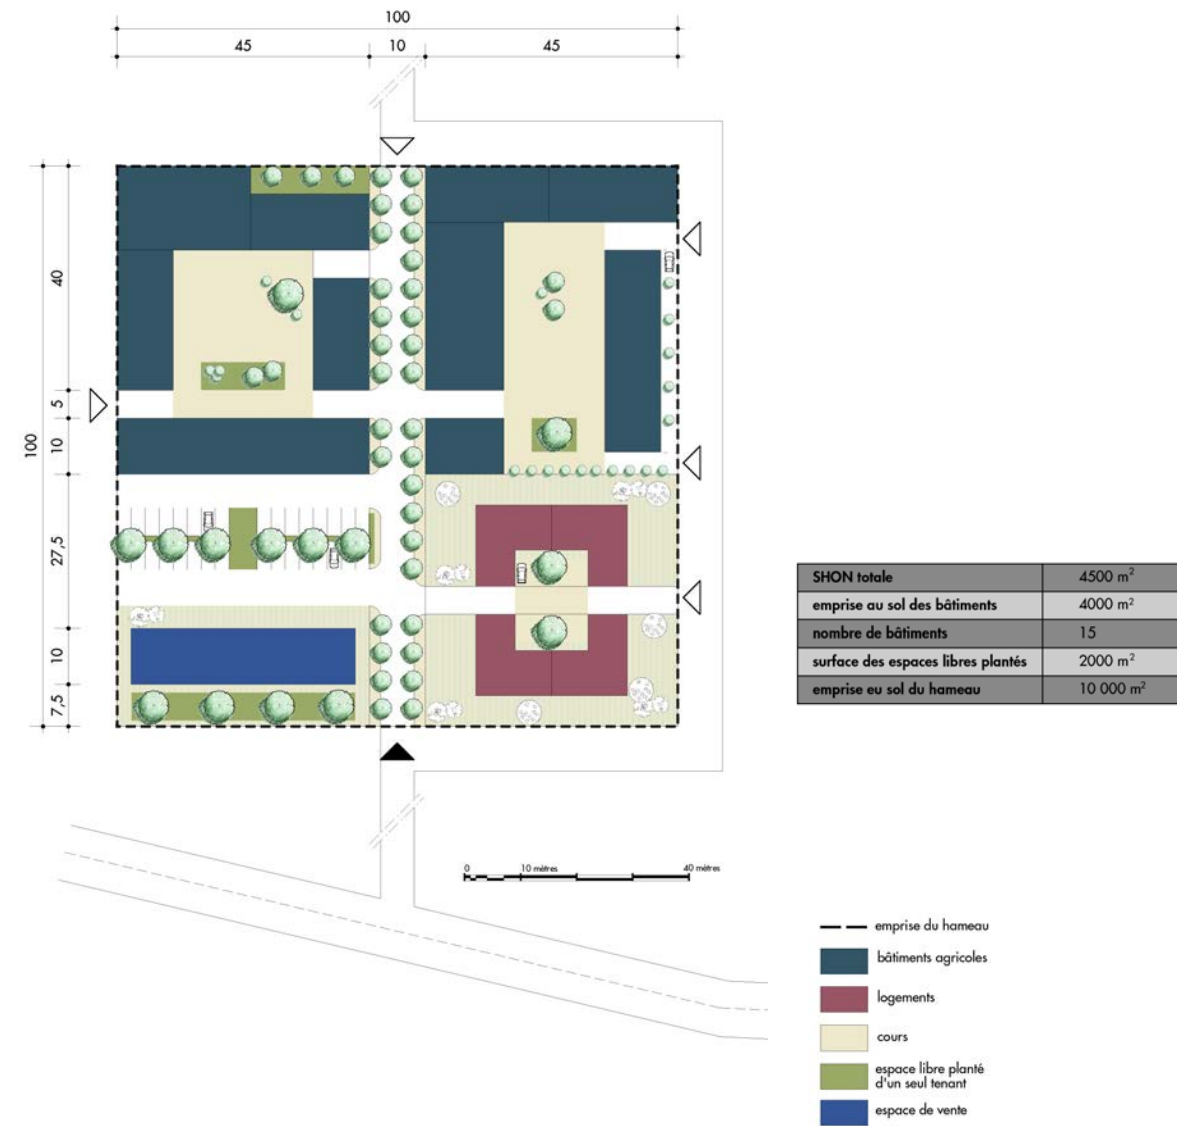 100
45 10 45
40
5
10
100
27,5
10
7,5
SHON totale 4500 m²
emprise au sol des bâtiments 4000 m²
nombre de bâtiments 15
surface des espaces libres plantés 2000 m²
emprise eu sol du hameau 10 000 m²
0 10 mètres 40 mètres
emprise du hameau
bâtiments agricoles
logements
cours
espace libre planté
d'un seul tenant
espace de vente